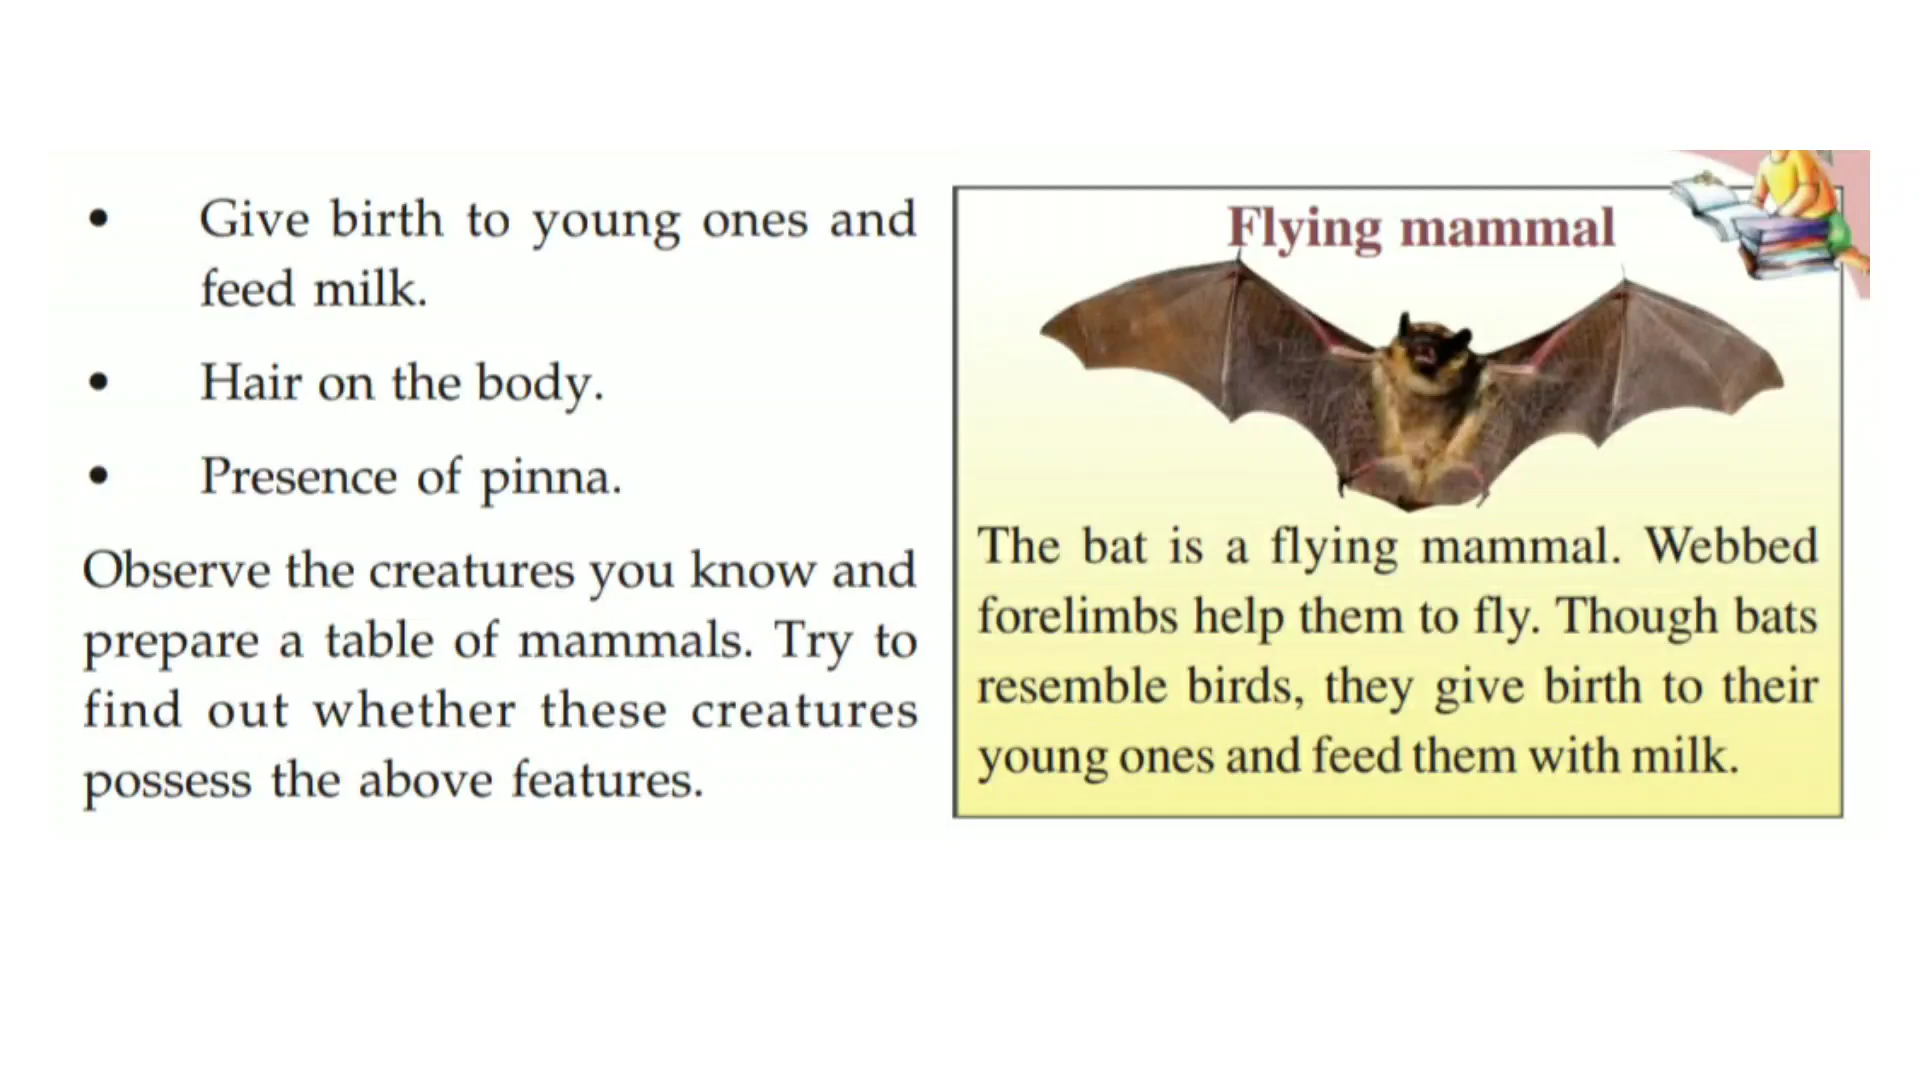 • Give birth to young ones and
feed milk.
• Hair on the body.
• Presence of pinna.
Observe the creatures you know and
prepare a table of mammals. Try to
find out whether these creatures
possess the above features.
Flying mammal
The bat is a flying mammal. Webbed
forelimbs help them to fly. Though bats
resemble birds, they give birth to their
young ones and feed them with milk.